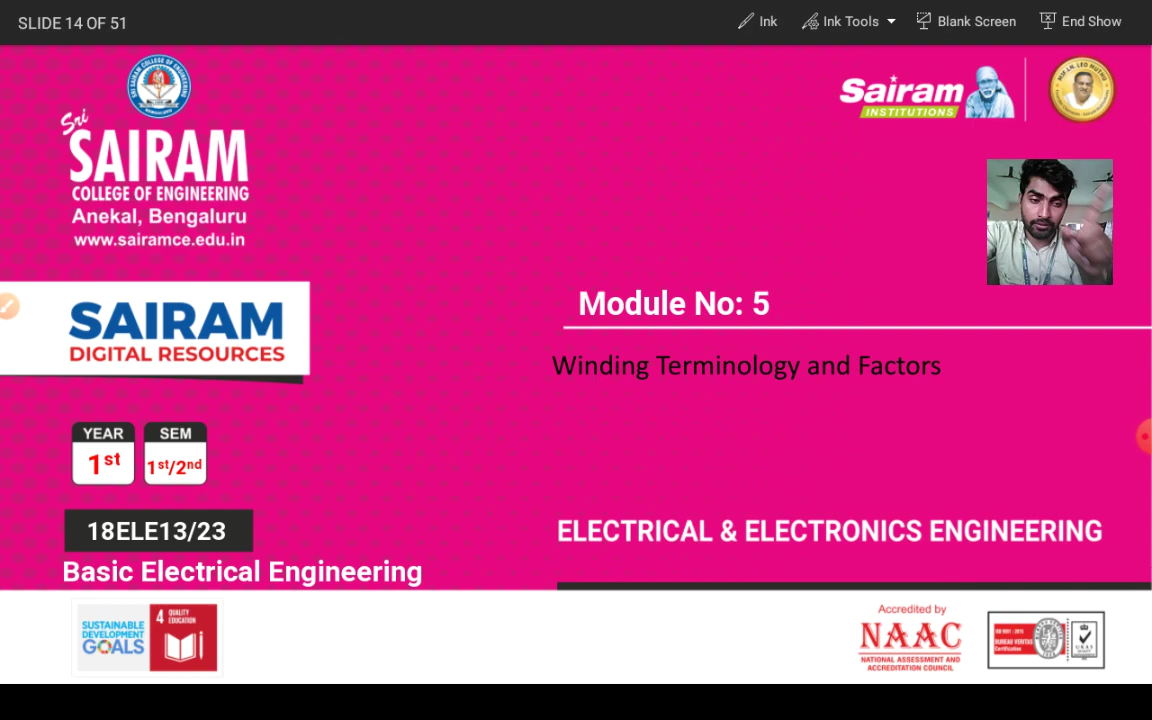 SLIDE 14 OF 51
Ink
Ink Tools
Blank Screen
End Show
Sri
SAIRAM
COLLEGE OF ENGINEERING
Anekal, Bengaluru
www.sairamce.edu.in
Sairam
INSTITUTIONS
SAIRAM
DIGITAL RESOURCES
Module No: 5
Winding Terminology and Factors
YEAR
1st
SEM
1st/2nd
18ELE13/23
Basic Electrical Engineering
ELECTRICAL & ELECTRONICS ENGINEERING
SUSTAINABLE
DEVELOPMENT
GOALS
4 QUALITY
EDUCATION
Accredited by
NAAC
NATIONAL ASSESSMENT AND
ACCREDITATION COUNCIL
BUREAU VERITAS
Certification